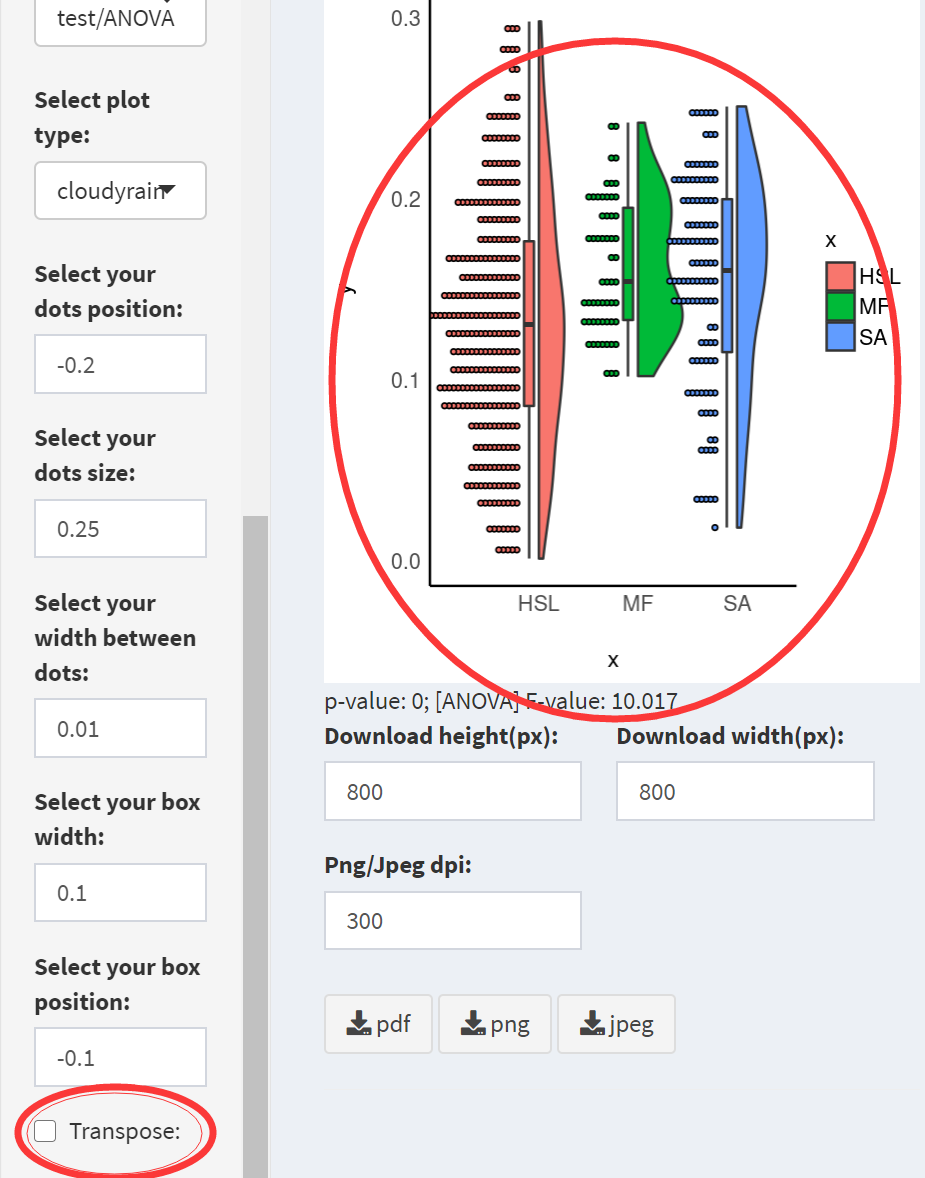 test/ANOVA
Select plot
type:
cloudyrain
Select your
dots position:
-0.2
Select your
dots size:
0.25
Select your
width between
dots:
0.01
Select your box
width:
0.1
Select your box
position:
-0.1
Transpose:
0.3
0.2
0.1
0.0
y
HSL MF SA
x
x
HSL
MF
SA
p-value: 0; [ANOVA] F-value: 10.017
Download height(px): Download width(px):
800 800
Png/Jpeg dpi:
300
pdf png jpeg